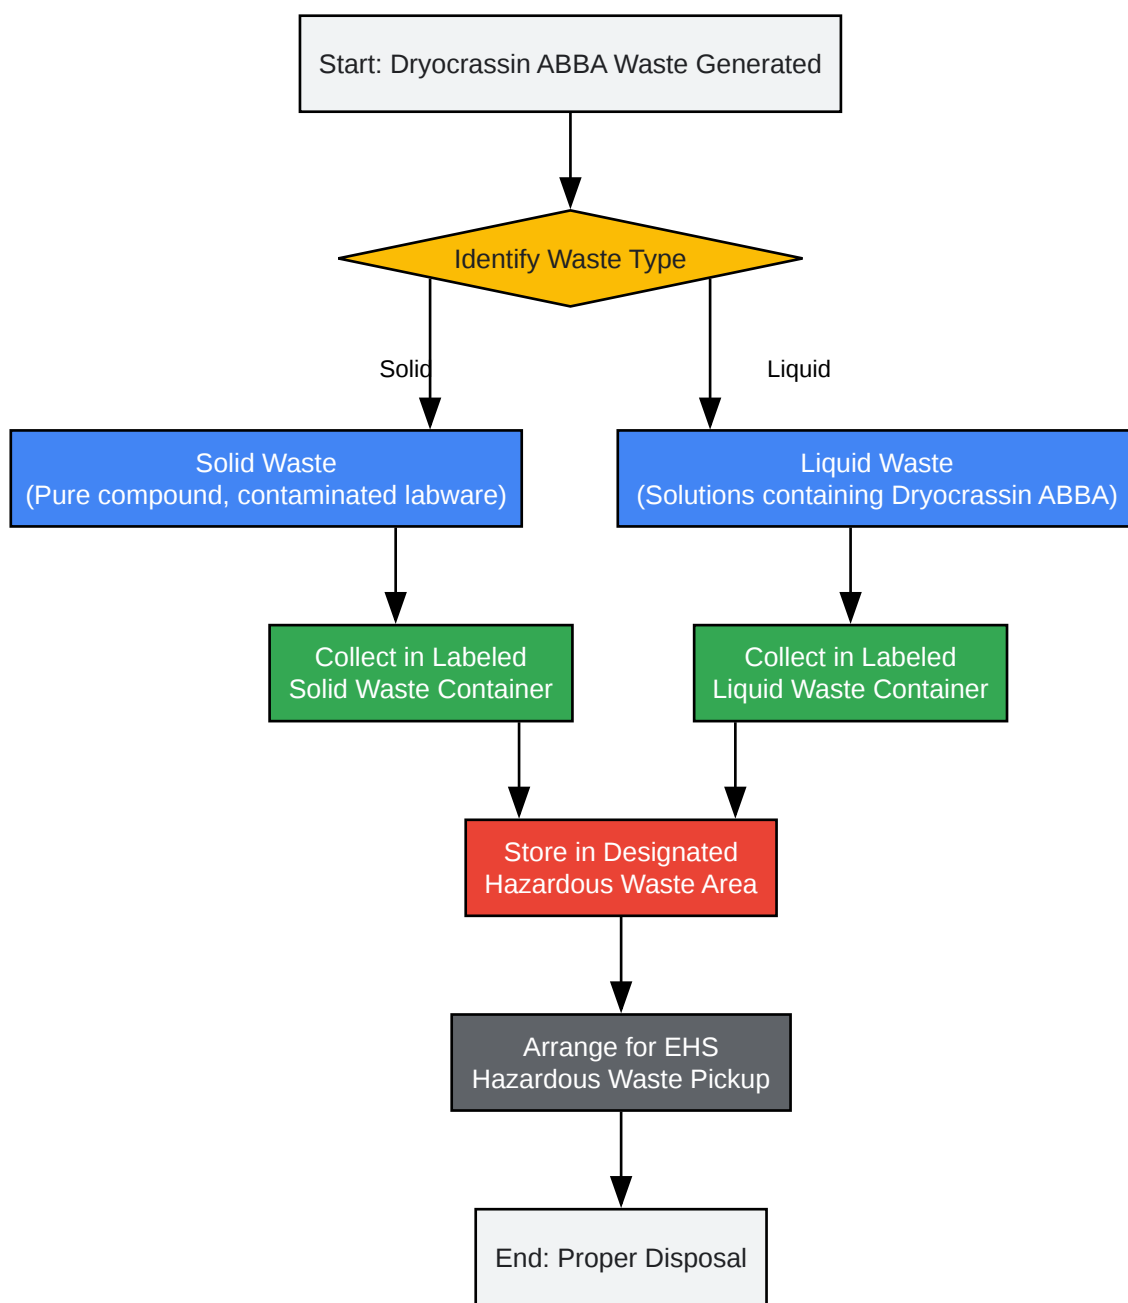 Start: Dryocrassin ABBA Waste Generated
Identify Waste Type
Solid
Liquid
Solid Waste
(Pure compound, contaminated labware)
Liquid Waste
(Solutions containing Dryocrassin ABBA)
Collect in Labeled
Solid Waste Container
Collect in Labeled
Liquid Waste Container
Store in Designated
Hazardous Waste Area
Arrange for EHS
Hazardous Waste Pickup
End: Proper Disposal